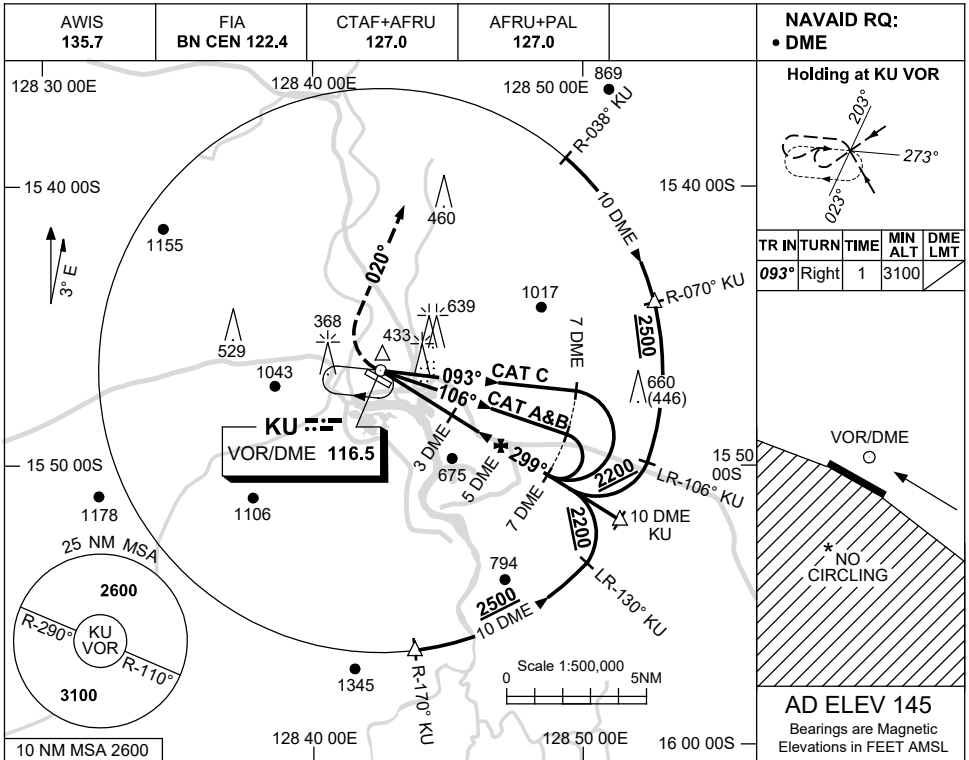 AWIS
135.7
FIA
BN CEN 122.4
CTAF+AFRU
127.0
AFRU+PAL
127.0
NAVAID RQ:
• DME
128 30 00E
128 40 00E
128 50 00E
869
R-038° KU
15 40 00S
15 40 00S
10 DME
460
1155
020°
3° E
R-070° KU
2500
1017
639
7 DME
368
433
529
1043
093° CAT C
660
(446)
106° CAT A&B
KU
VOR/DME 116.5
3 DME
675
5 DME
299°
2200
LR-106° KU
15 50 00S
15 50
00S
7 DME
10 DME
KU
1178
1106
2200
794
LR-130° KU
2500
10 DME
25 NM MSA
2600
R-290°
KU
VOR
R-110°
3100
1345
R-170° KU
Scale 1:500,000
0
5NM
10 NM MSA 2600
128 40 00E
128 50 00E
16 00 00S
Holding at KU VOR
203°
273°
023°
TR IN
TURN
TIME
MIN
ALT
DME
LMT
093°
Right
1
3100
VOR/DME
*NO
CIRCLING
AD ELEV 145
Bearings are Magnetic
Elevations in FEET AMSL